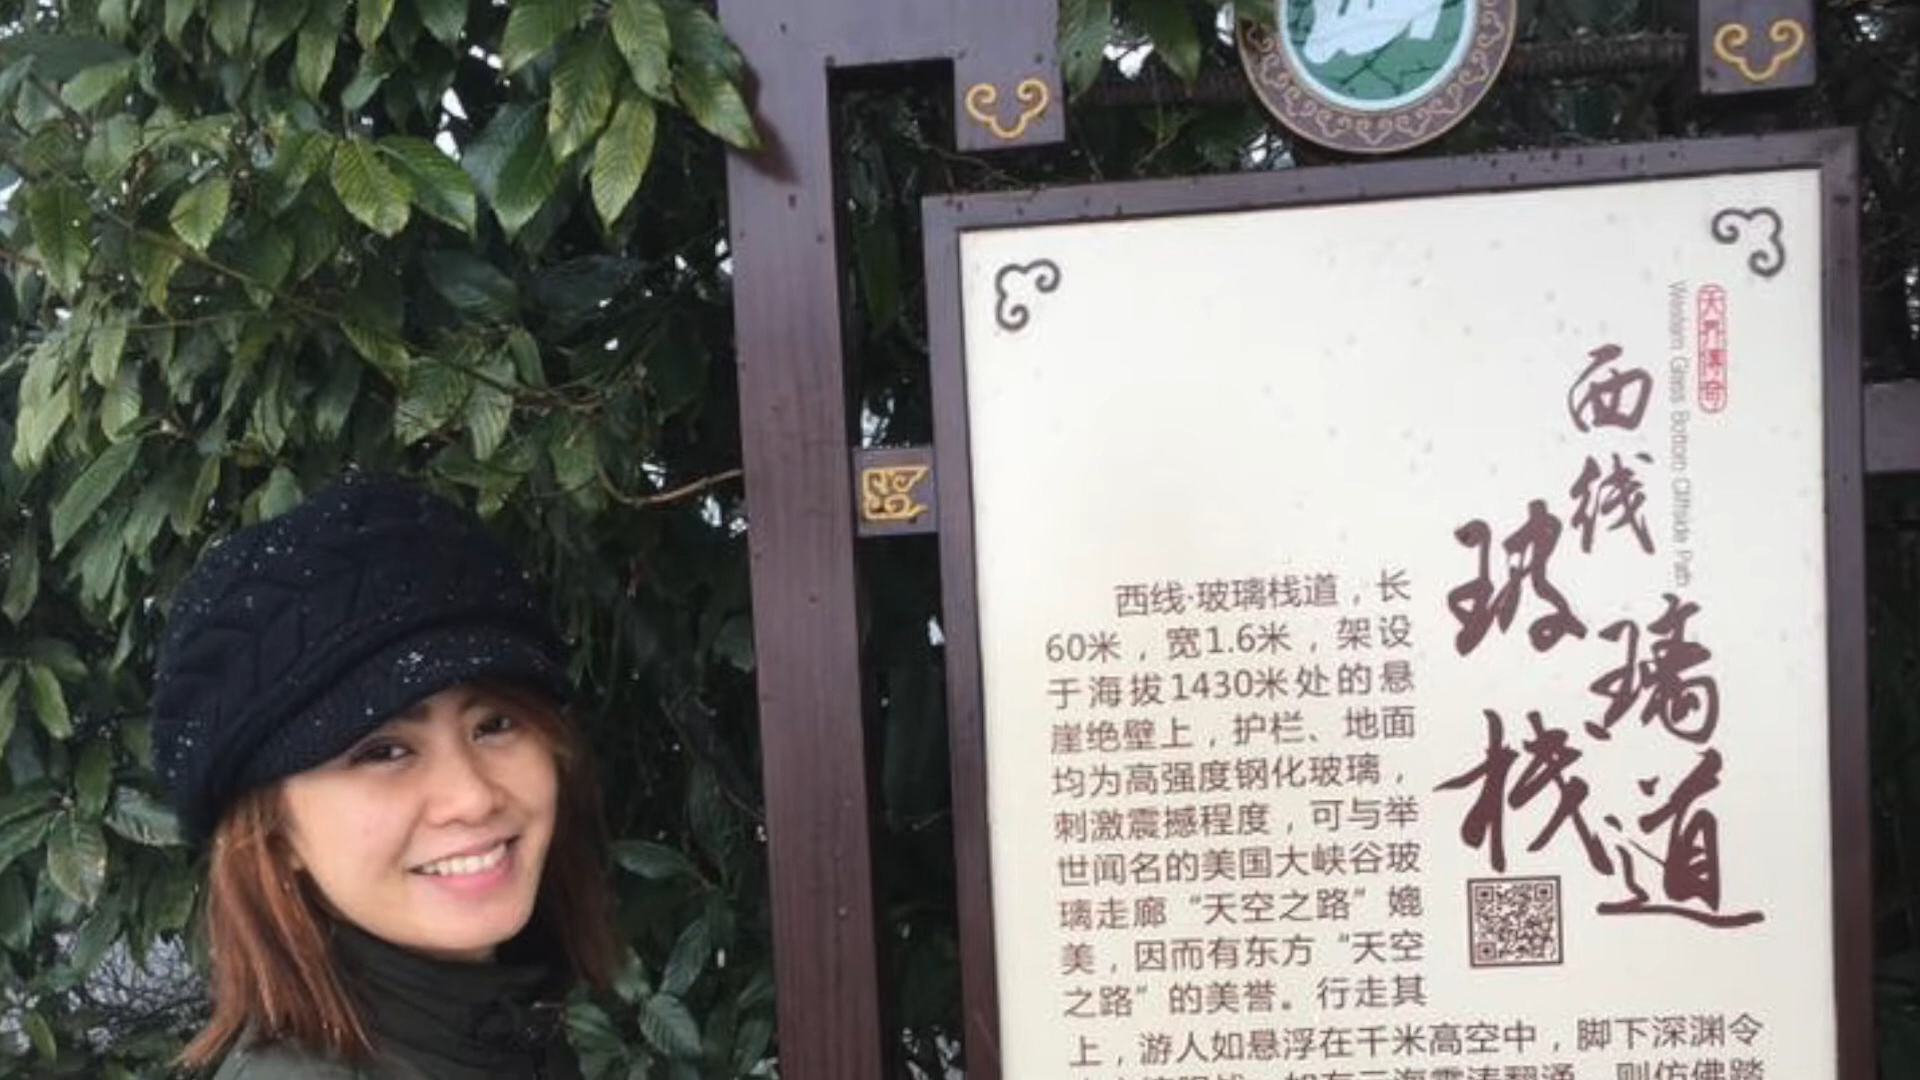 天界传奇
Western Glass Bottom Cliffside Path
西线
玻璃
栈道
西线·玻璃栈道，长
60米，宽1.6米，架设
于海拔1430米处的悬
崖绝壁上，护栏、地面
均为高强度钢化玻璃，
刺激震撼程度，可与举
世闻名的美国大峡谷玻
璃走廊“天空之路”媲
美，因而有东方“天空
之路”的美誉。行走其
上，游人如悬浮在千米高空中，脚下深渊令